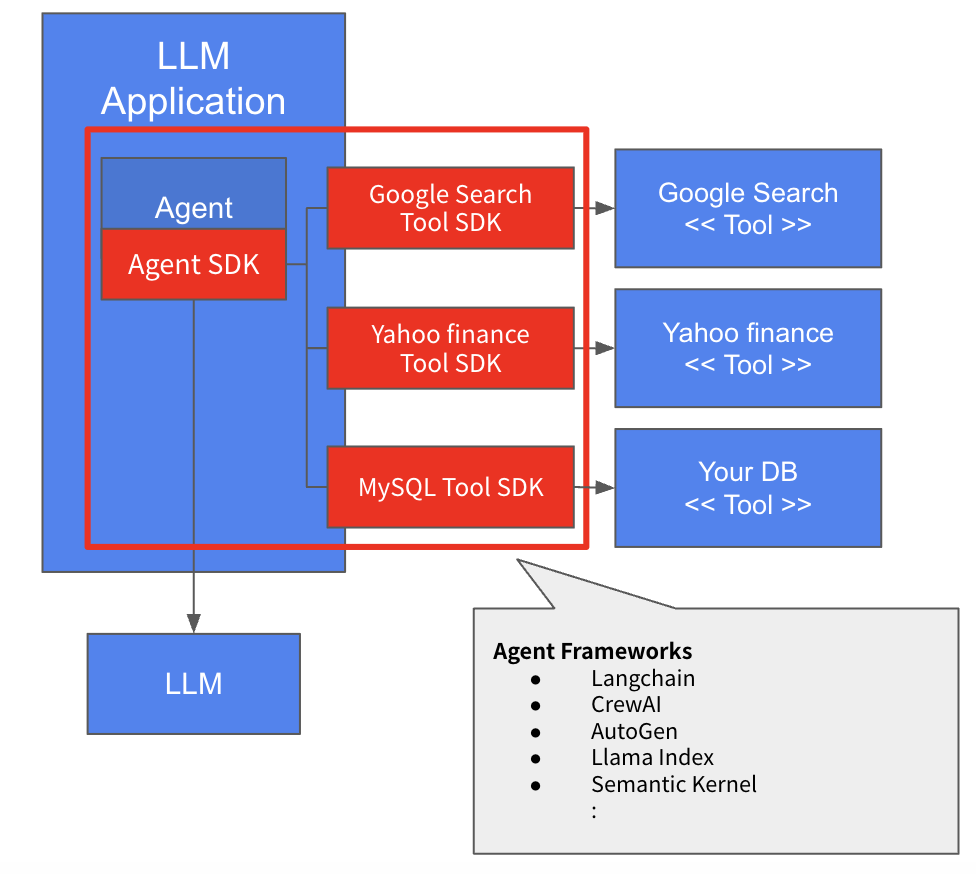 LLM
Application
Agent
Agent SDK
Google Search
Tool SDK
Google Search
<< Tool >>
Yahoo finance
Tool SDK
Yahoo finance
<< Tool >>
MySQL Tool SDK
Your DB
<< Tool >>
LLM
Agent Frameworks
● Langchain
● CrewAI
● AutoGen
● Llama Index
● Semantic Kernel
: